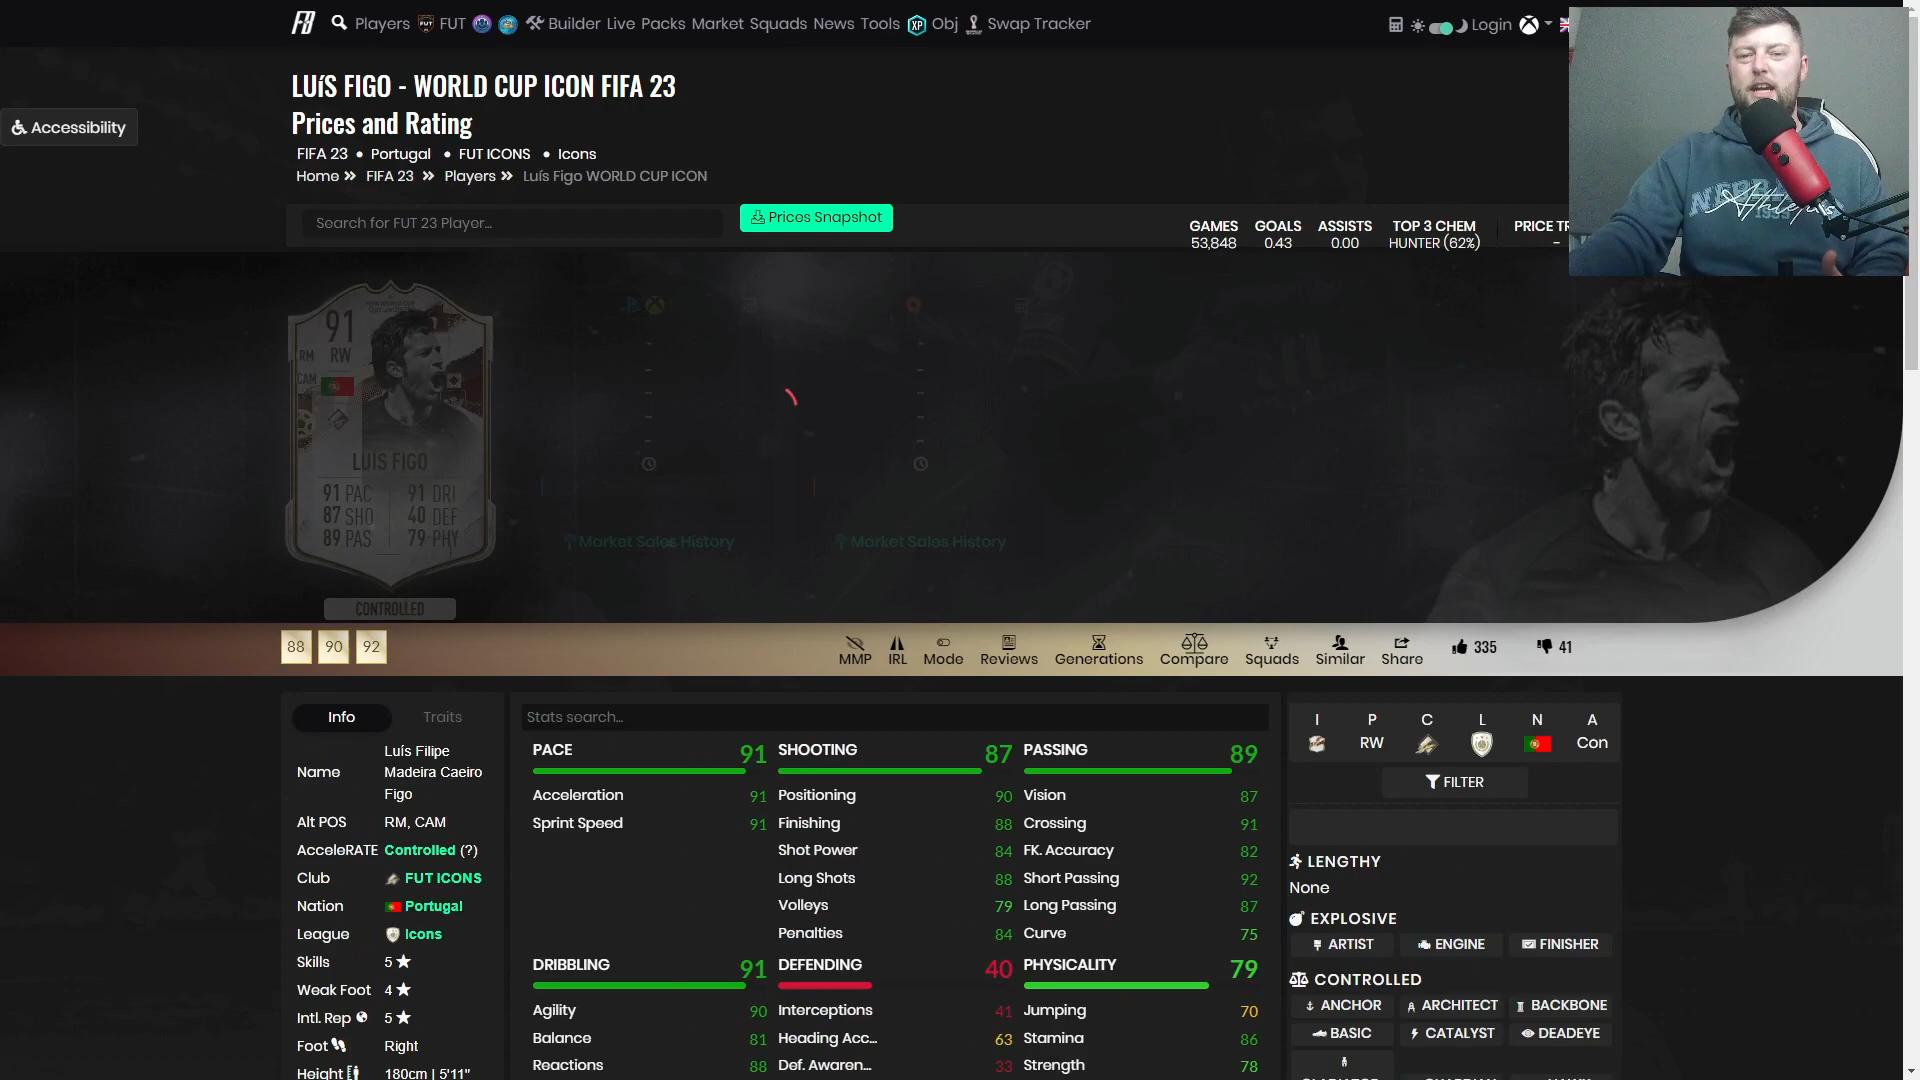 Players FUT Builder Live Packs Market Squads News Tools XP Obj Swap Tracker
Login
LUíS FIGO - WORLD CUP ICON FIFA 23
Prices and Rating
Accessibility
FIFA 23 • Portugal • FUT ICONS • Icons
Home » FIFA 23 » Players » Luís Figo WORLD CUP ICON
Search for FUT 23 Player...
Prices Snapshot
GAMES GOALS ASSISTS TOP 3 CHEM PRICE TR
53,848 0.43 0.00 HUNTER (62%) -
91
RW
RM
CAM
LUIS FIGO
91 PAC 91 DRI
87 SHO 40 DEF
89 PAS 79 PHY
CONTROLLED
Market Sales History
Market Sales History
NEBRASKA
Athletics
88 90 92
MMP IRL Mode Reviews Generations Compare Squads Similar Share 335 41
Info Traits
Name Luís Filipe
Madeira Caeiro
Figo
Alt POS RM, CAM
AcceleRATE Controlled (?)
Club FUT ICONS
Nation Portugal
League Icons
Skills 5 ★
Weak Foot 4 ★
Intl. Rep 5 ★
Foot Right
Height 180cm | 5'11"
Stats search...
PACE 91
Acceleration 91
Sprint Speed 91
SHOOTING 87
Positioning 90
Finishing 88
Shot Power 84
Long Shots 88
Volleys 79
Penalties 84
PASSING 89
Vision 87
Crossing 91
FK. Accuracy 82
Short Passing 92
Long Passing 87
Curve 75
DRIBBLING 91
Agility 90
Balance 81
Reactions 88
DEFENDING 40
Interceptions 41
Heading Acc... 63
Def. Awaren... 33
PHYSICALITY 79
Jumping 70
Stamina 86
Strength 78
I P C L N A
RW Con
FILTER
LENGTHY
None
EXPLOSIVE
ARTIST ENGINE FINISHER
CONTROLLED
ANCHOR ARCHITECT BACKBONE
BASIC CATALYST DEADEYE